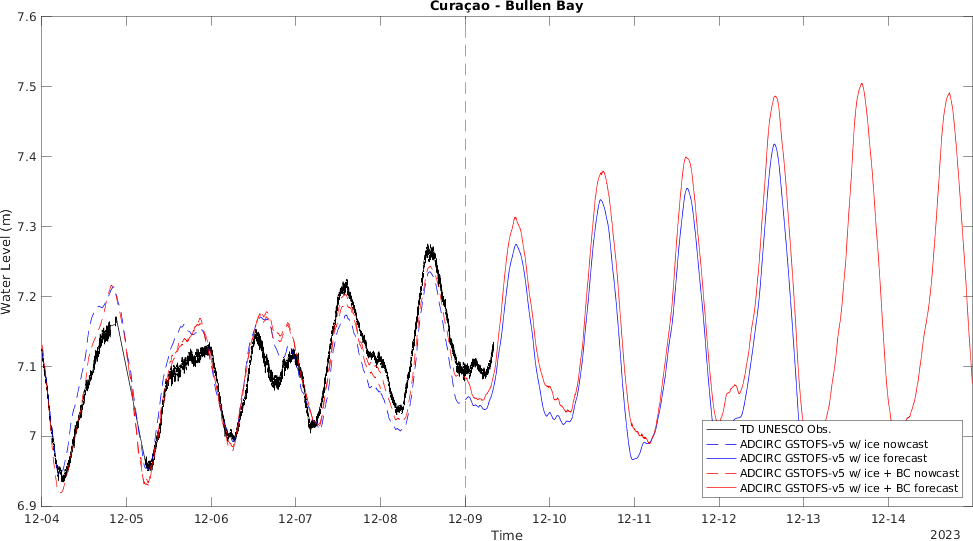 Curaçao - Bullen Bay
7.6
7.5
7.4
7.3
7.2
7.1
7
6.9
Water Level (m)
TD UNESCO Obs.
ADCIRC GSTOFS-v5 w/ ice nowcast
ADCIRC GSTOFS-v5 w/ ice forecast
ADCIRC GSTOFS-v5 w/ ice + BC nowcast
ADCIRC GSTOFS-v5 w/ ice + BC forecast
12-04 12-05 12-06 12-07 12-08 12-09 12-10 12-11 12-12 12-13 12-14
Time
2023